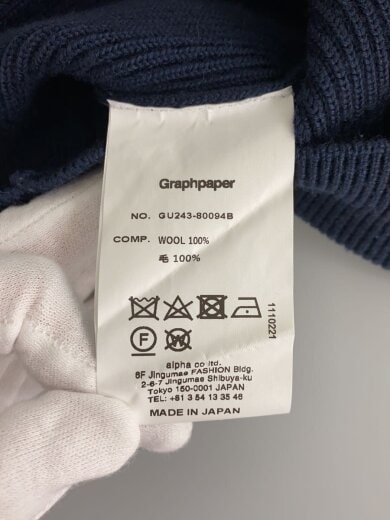 Graphpaper
NO. GU243-80094B
COMP. WOOL 100%
毛 100%
F W
1110221
alpha co ltd.
6F Jingumae FASHION Bldg.
2-6-7 Jingumae Shibuya-ku
Tokyo 150-0001 JAPAN
TEL: +81 3 54 13 35 46
MADE IN JAPAN